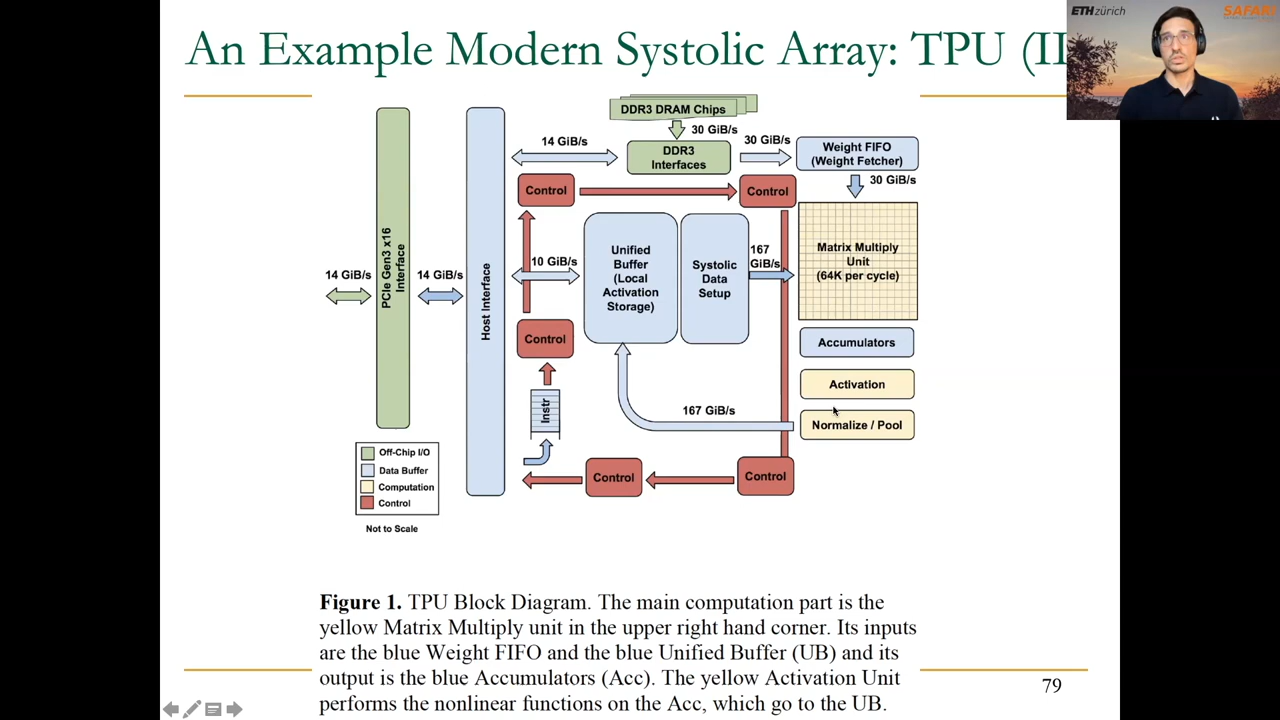 An Example Modern Systolic Array: TPU (II
ETHzürich
SAFARI
DDR3 DRAM Chips
30 GiB/s
14 GiB/s
DDR3
Interfaces
30 GiB/s
Weight FIFO
(Weight Fetcher)
30 GiB/s
Control
Control
PCIe Gen3 x16
Interface
Host Interface
14 GiB/s
14 GiB/s
10 GiB/s
Unified
Buffer
(Local
Activation
Storage)
Systolic
Data
Setup
167
GiB/s
Matrix Multiply
Unit
(64K per cycle)
Accumulators
Activation
Normalize / Pool
167 GiB/s
Control
Instr
Control
Control
Off-Chip I/O
Data Buffer
Computation
Control
Not to Scale
Figure 1. TPU Block Diagram. The main computation part is the
yellow Matrix Multiply unit in the upper right hand corner. Its inputs
are the blue Weight FIFO and the blue Unified Buffer (UB) and its
output is the blue Accumulators (Acc). The yellow Activation Unit
performs the nonlinear functions on the Acc, which go to the UB.
79